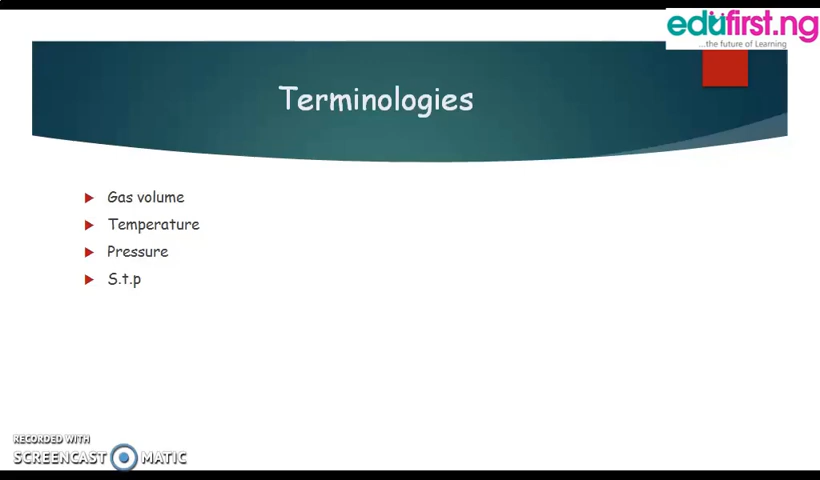 edufirst.ng
...the future of Learning
Terminologies
Gas volume
Temperature
Pressure
S.t.p
RECORDED WITH
SCREENCAST MATIC